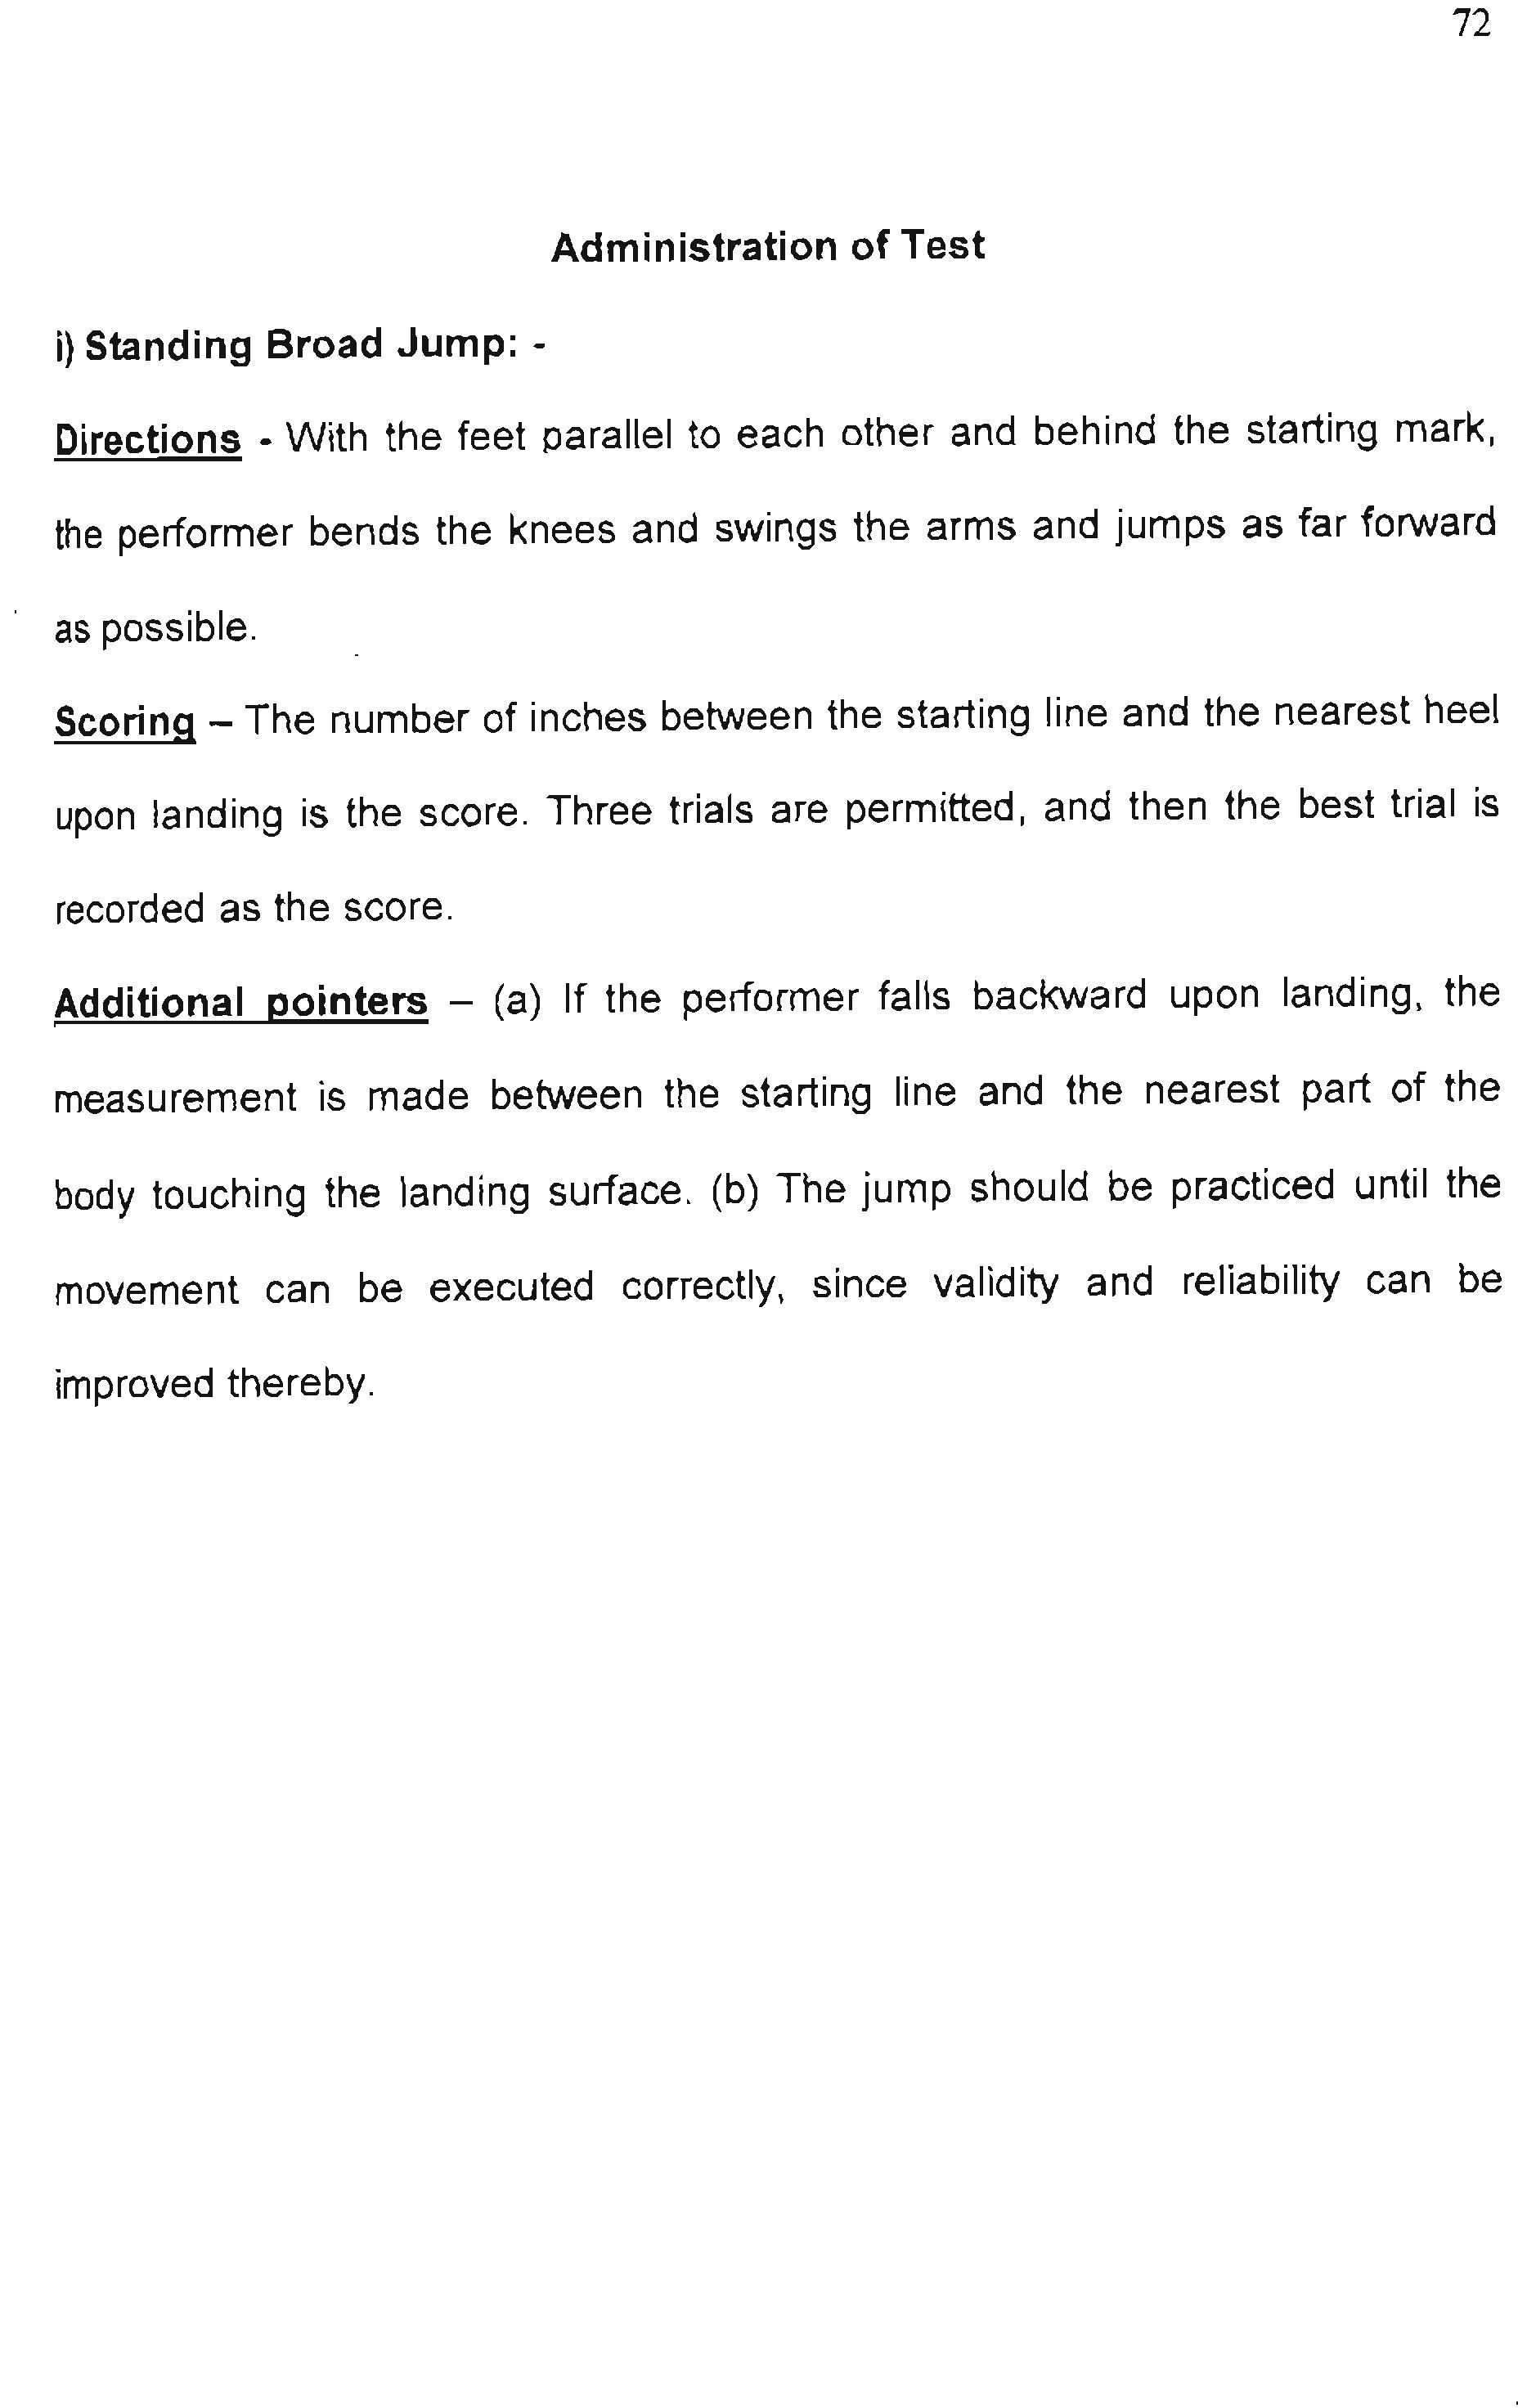 72
Administration of Test
i) Standing Broad Jump: -
Directions - With the feet parallel to each other and behind the starting mark,
the performer bends the knees and swings the arms and jumps as far forward
as possible.
Scoring – The number of inches between the starting line and the nearest heel
upon landing is the score. Three trials are permitted, and then the best trial is
recorded as the score.
Additional pointers – (a) If the performer falls backward upon landing, the
measurement is made between the starting line and the nearest part of the
body touching the landing surface. (b) The jump should be practiced until the
movement can be executed correctly, since validity and reliability can be
improved thereby.